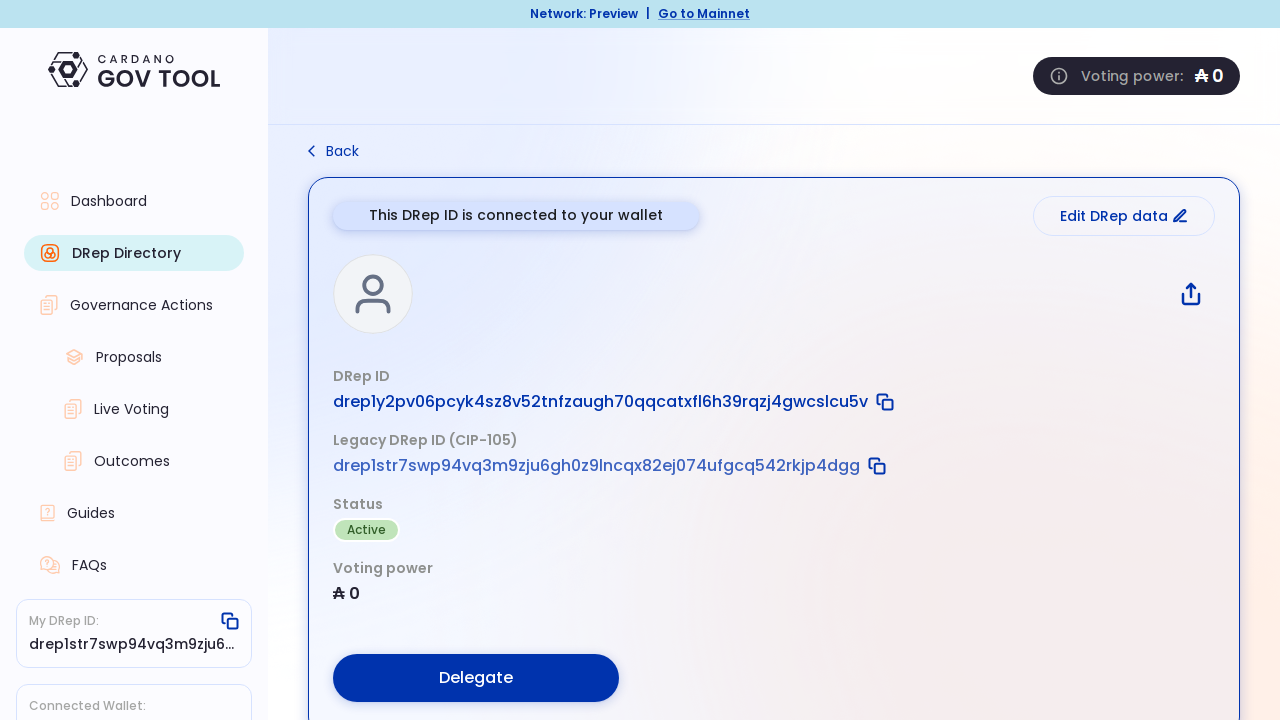 Network: Preview | Go to Mainnet
CARDANO
GOV TOOL
Voting power: ₳ 0
Back
Dashboard
DRep Directory
Governance Actions
Proposals
Live Voting
Outcomes
Guides
FAQs
My DRep ID:
drep1str7swp94vq3m9zju6...
Connected Wallet:
This DRep ID is connected to your wallet
Edit DRep data
DRep ID
drep1y2pv06pcyk4sz8v52tnfzaugh70qqcatxfl6h39rqzj4gwcslcu5v
Legacy DRep ID (CIP-105)
drep1str7swp94vq3m9zju6gh0z9lncqx82ej074ufgcq542rkjp4dgg
Status
Active
Voting power
₳ 0
Delegate